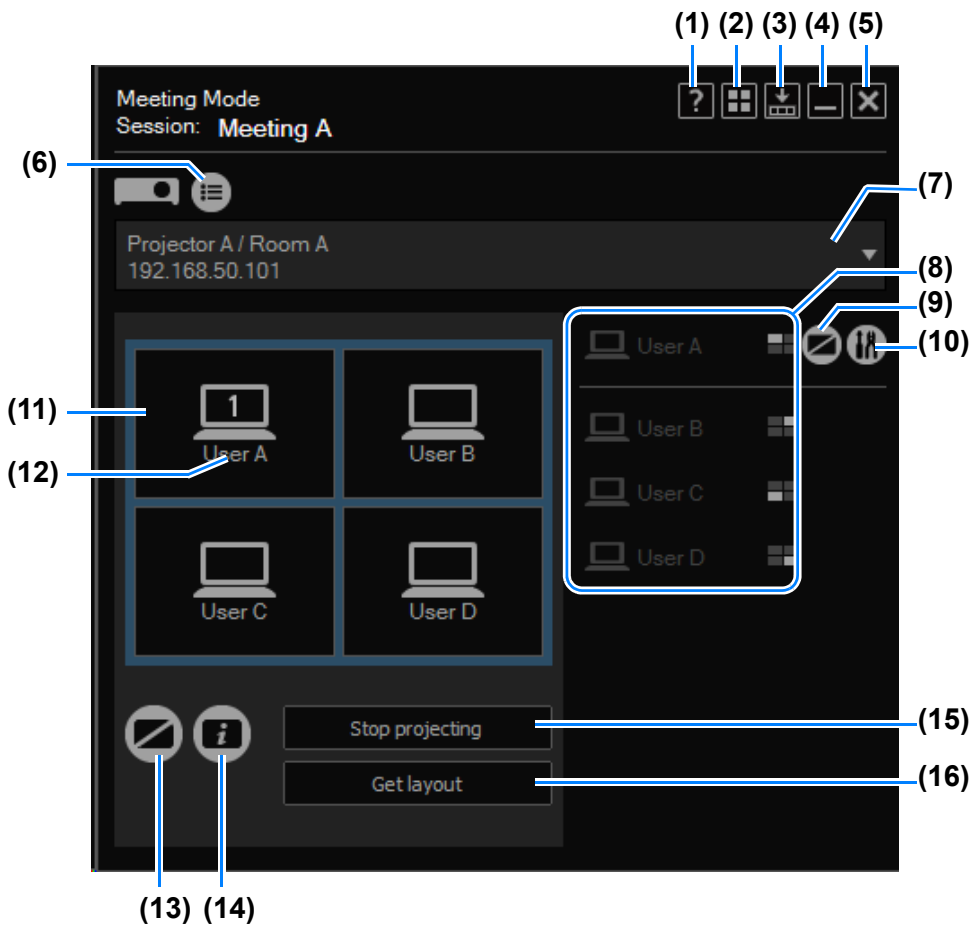 (1) (2) (3) (4) (5)
?
Meeting Mode
Session: Meeting A
(6)
(7)
Projector A / Room A
192.168.50.101
(8)
(9)
User A
(10)
1
(11)
User A
User B
User B
(12)
User C
User C
User D
User D
i
Stop projecting
(15)
Get layout
(16)
(13) (14)